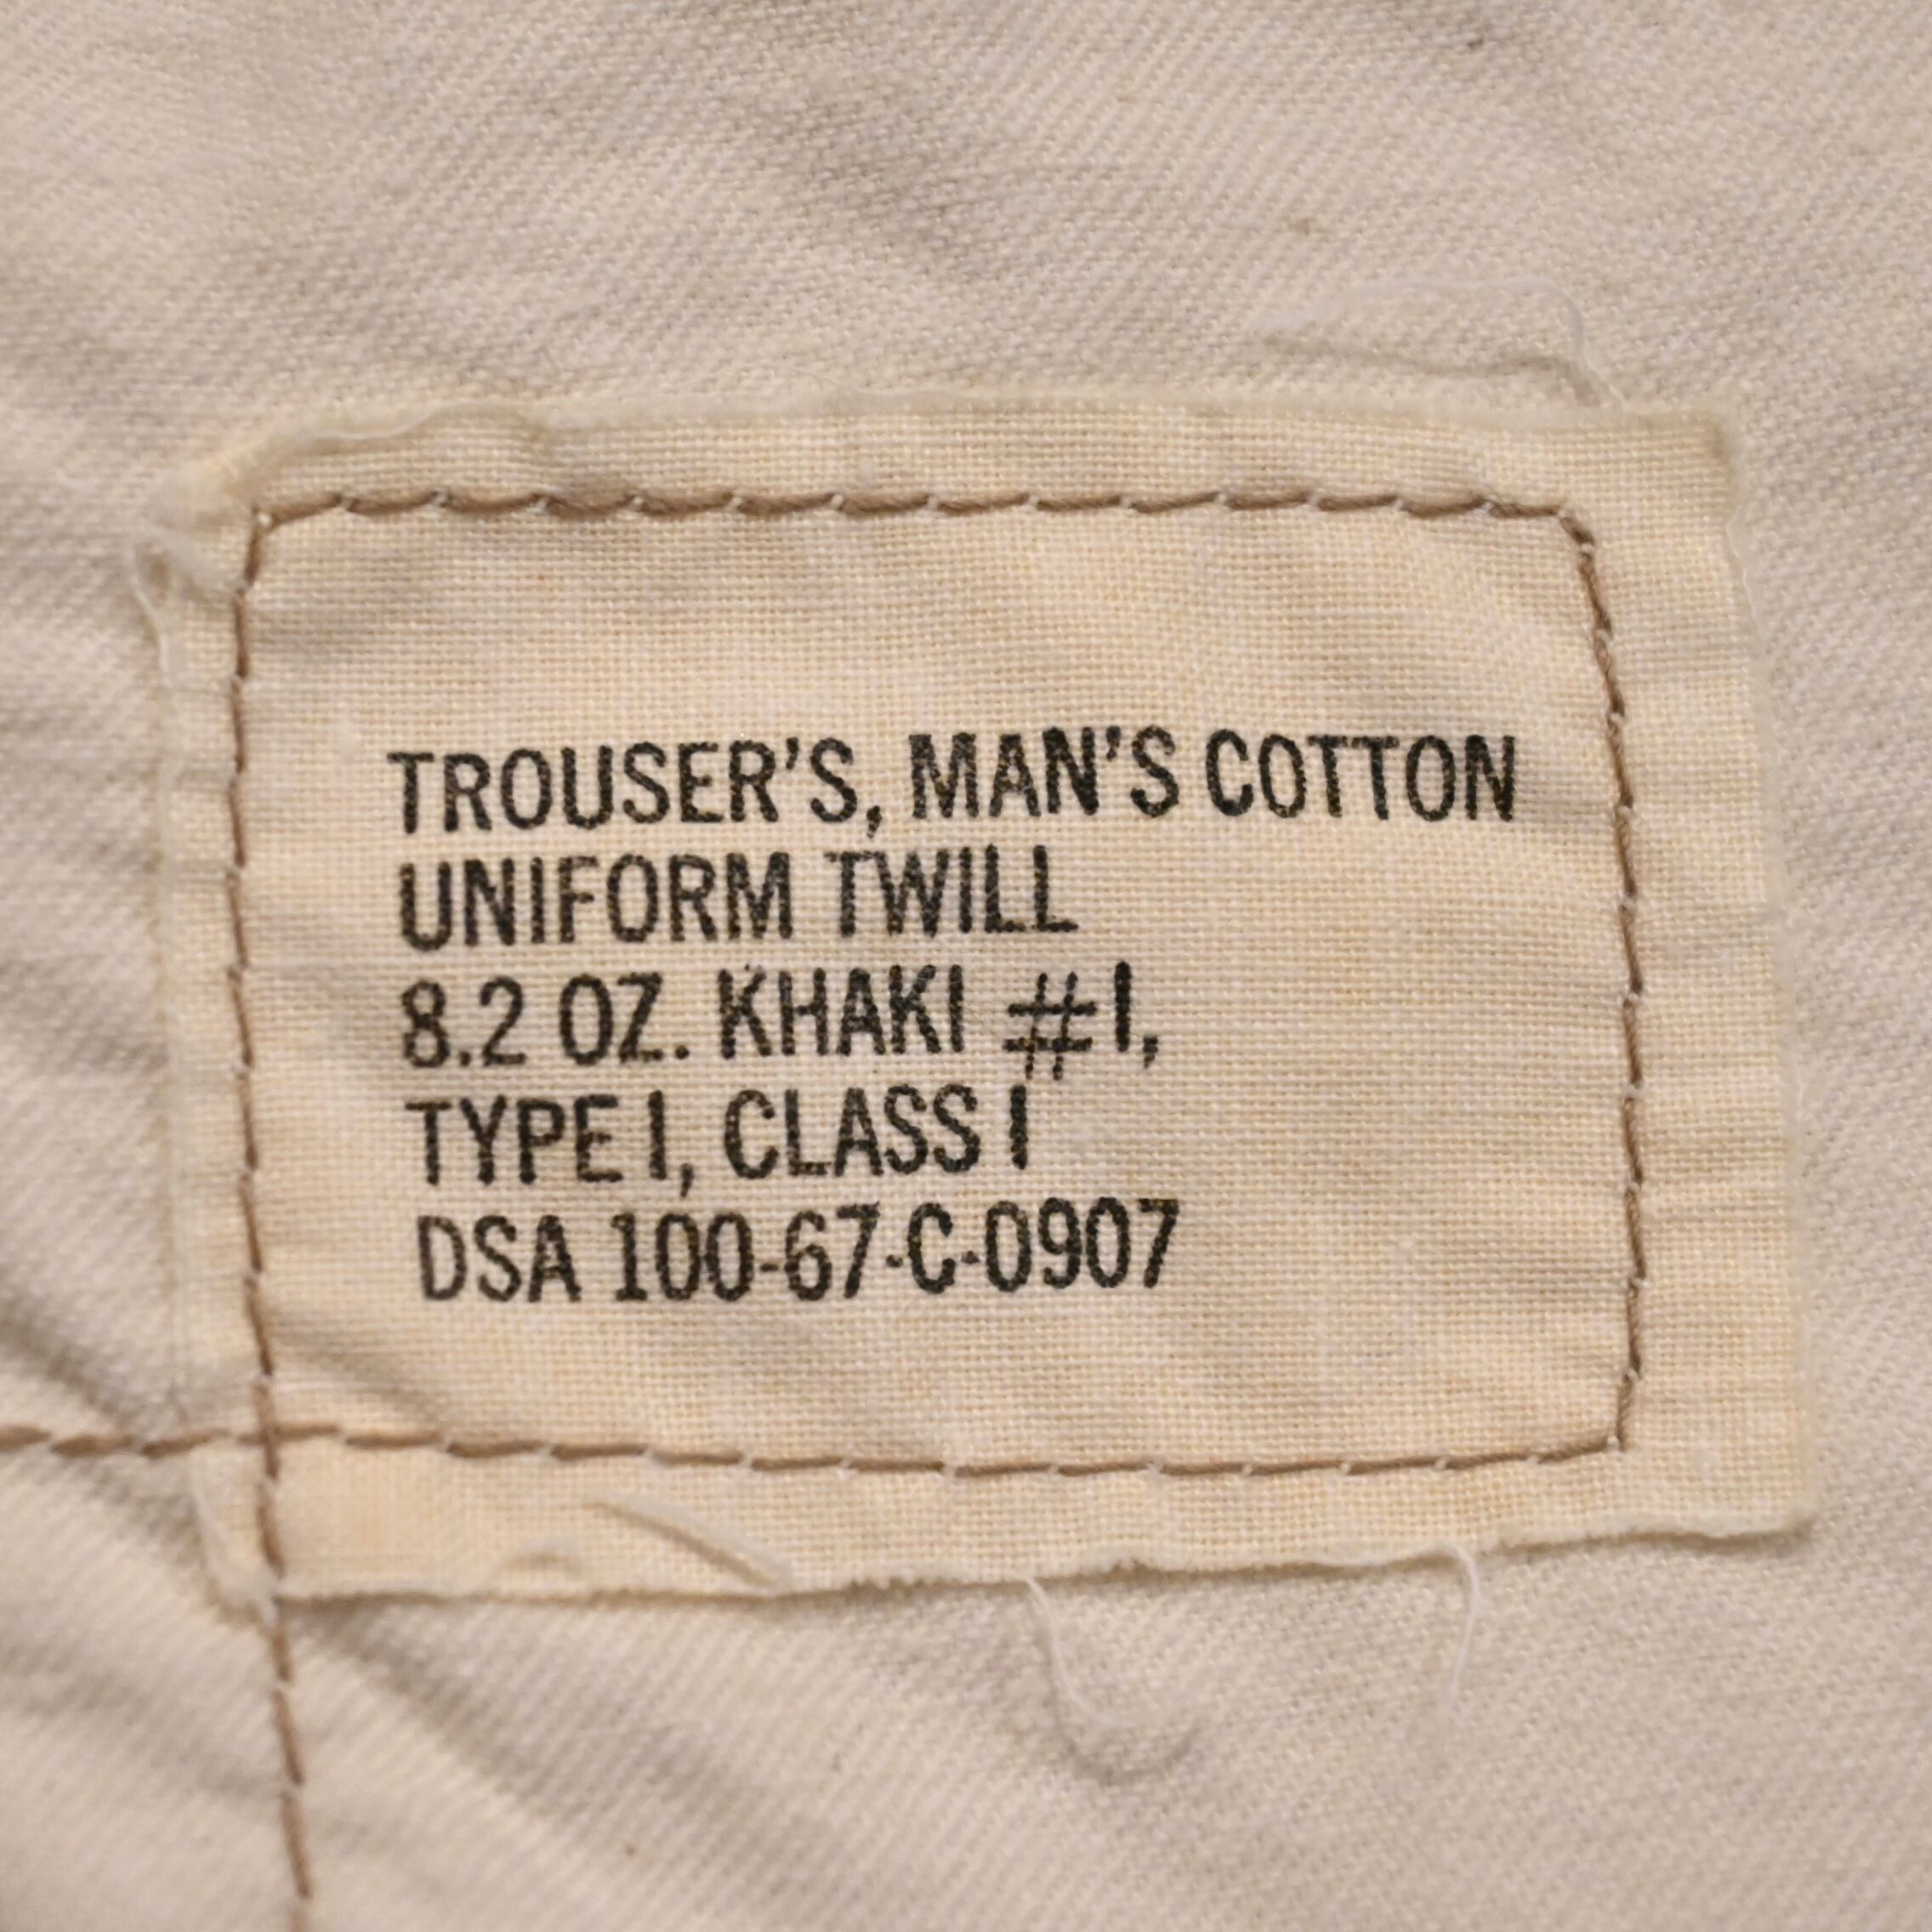 TROUSER'S, MAN'S COTTON
UNIFORM TWILL
8.2 OZ. KHAKI #1,
TYPE I, CLASS I
DSA 100-67-C-0907